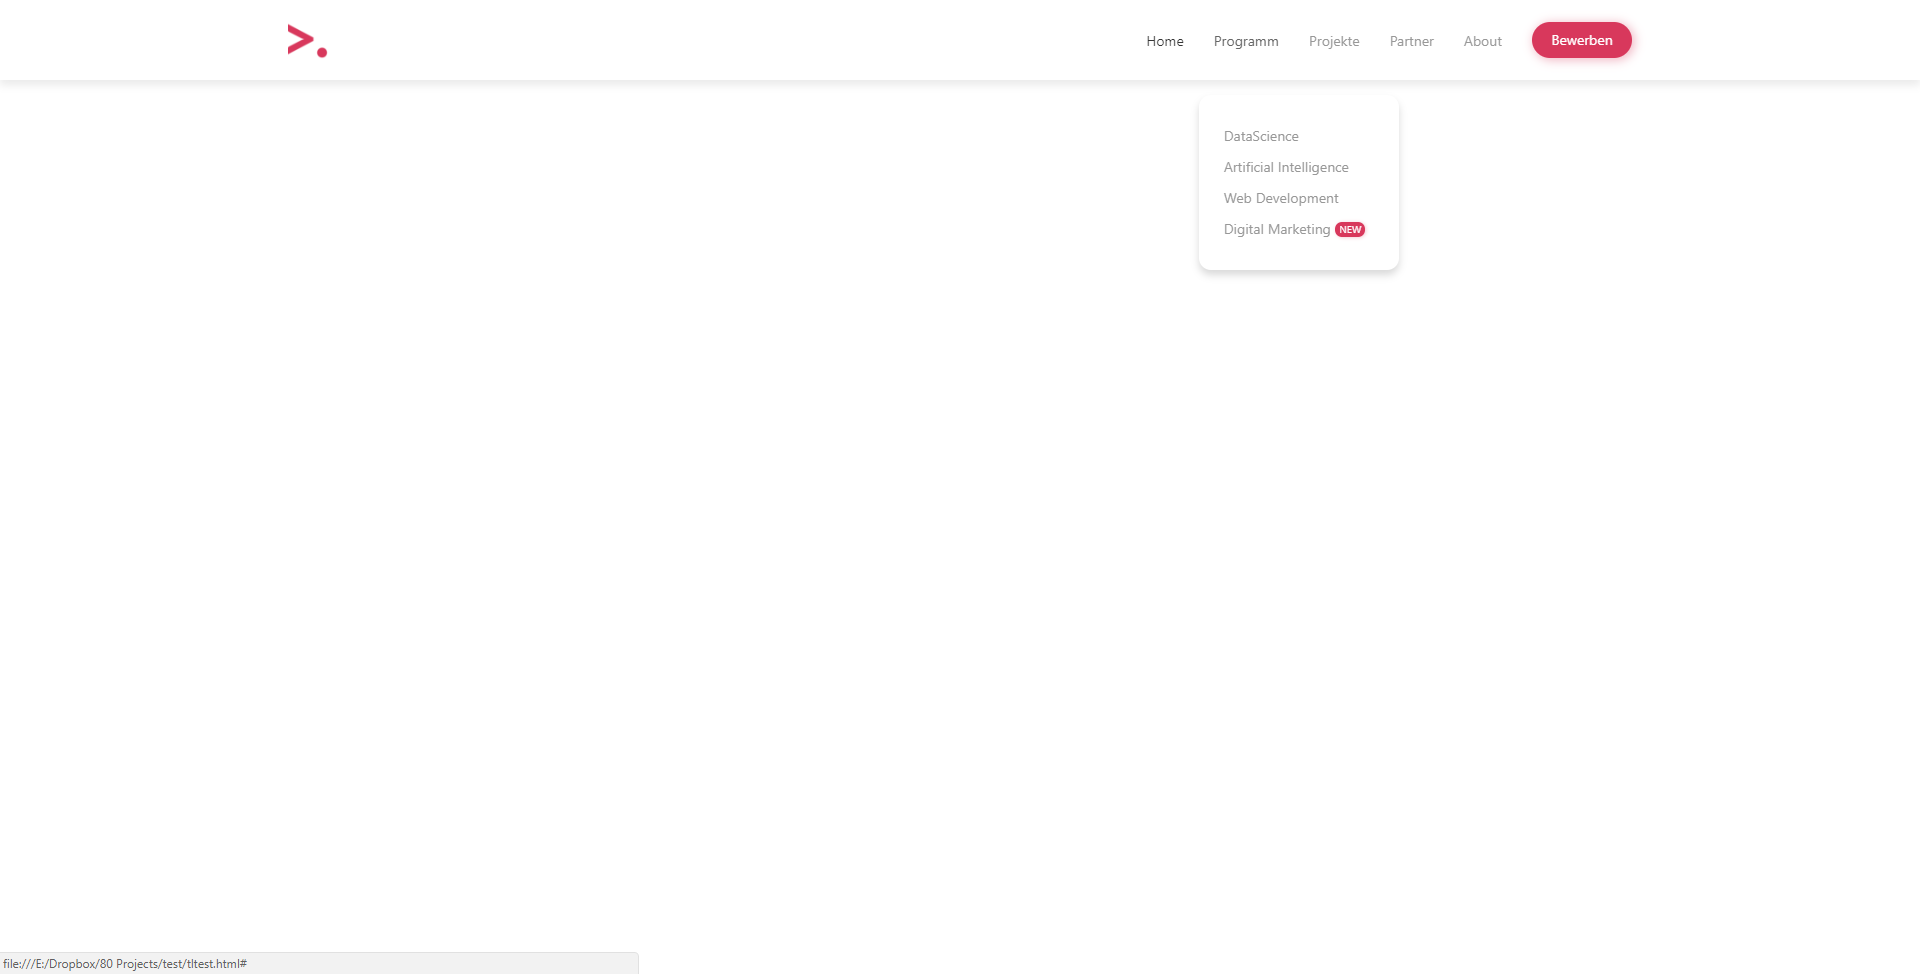 >.
Home Programm Projekte Partner About Bewerben
DataScience
Artificial Intelligence
Web Development
Digital Marketing NEW
file:///E:/Dropbox/80 Projects/test/tltest.html#